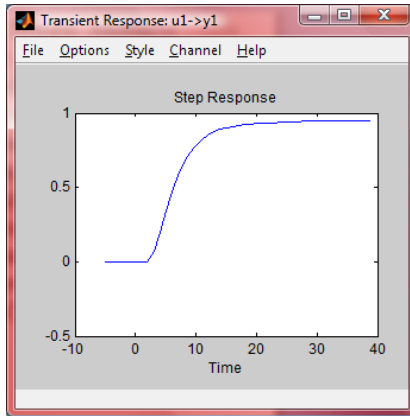 Transient Response: u1->y1
File Options Style Channel Help
Step Response
1
0.5
0
-0.5
-10 0 10 20 30 40
Time